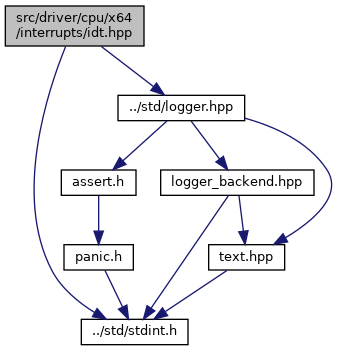 src/driver/cpu/x64
/interrupts/idt.hpp
../std/logger.hpp
assert.h
logger_backend.hpp
panic.h
text.hpp
../std/stdint.h